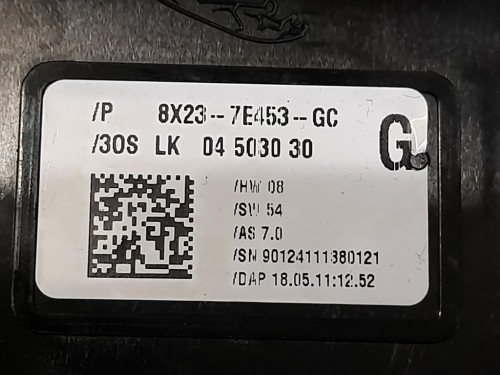 /P 8X23-7E453-GC
/3OS LK 04 5030 30
G
/HW 08
/SW 54
/AS 7.0
/SN 90124111380121
/DAP 18.05.11:12.52